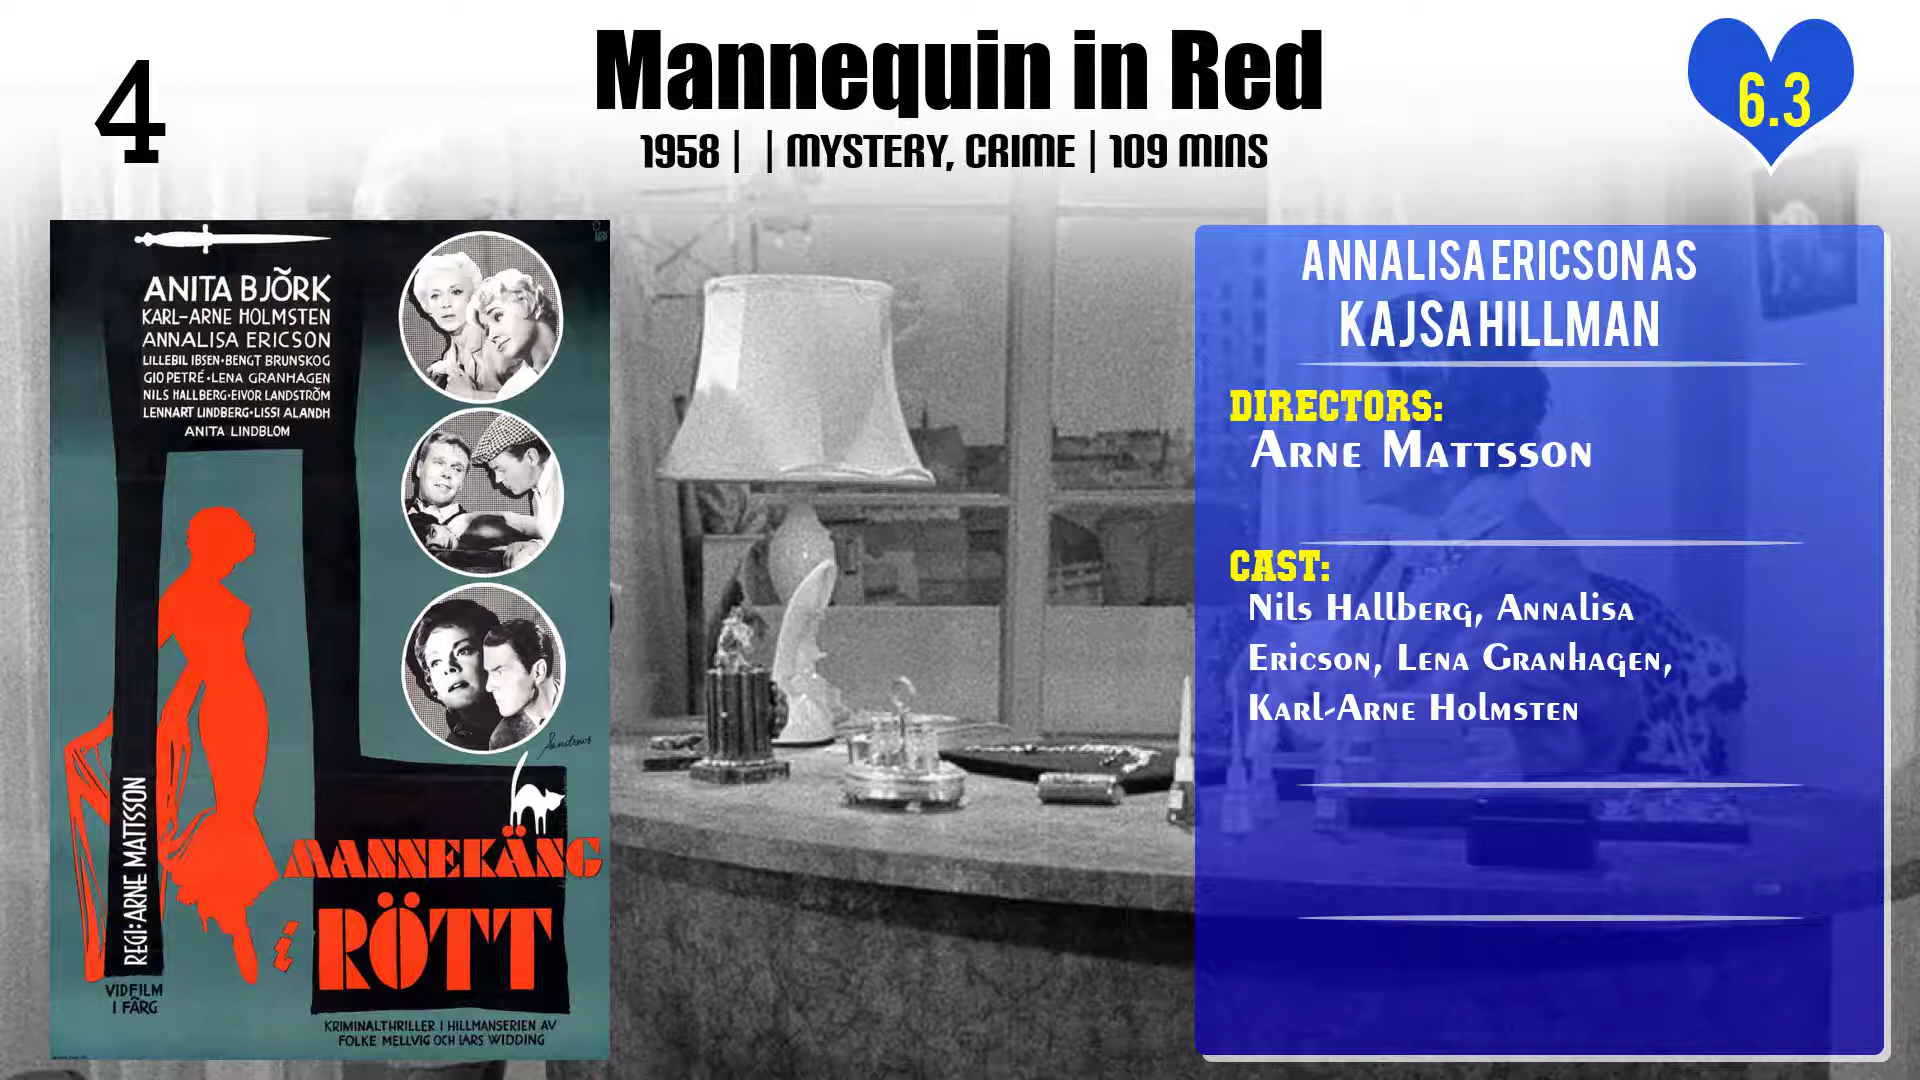 4
Mannequin in Red
6.3
1958 | | MYSTERY, CRIME | 109 MINS
ANITA BJÖRK
KARL-ARNE HOLMSTEN
ANNALISA ERICSON
LILLEBIL IBSEN · BENGT BRUNSKOG
GIO PETRÉ · LENA GRANHAGEN
NILS HALLBERG · EIVOR LANDSTRÖM
LENNART LINDBERG · LISSI ALANDH
ANITA LINDBLOM
Sandrews
REGI: ARNE MATTSSON
MANNEKÄNG
i RÖTT
VIDFILM
I FÄRG
KRIMINALTHRILLER I HILLMANSERIEN AV
FOLKE MELLVIG OCH LARS WIDDING
ANNALISA ERICSON AS
KAJSA HILLMAN
DIRECTORS:
ARNE MATTSSON
CAST:
Nils Hallberg, Annalisa
Ericson, Lena Granhagen,
Karl-Arne Holmsten